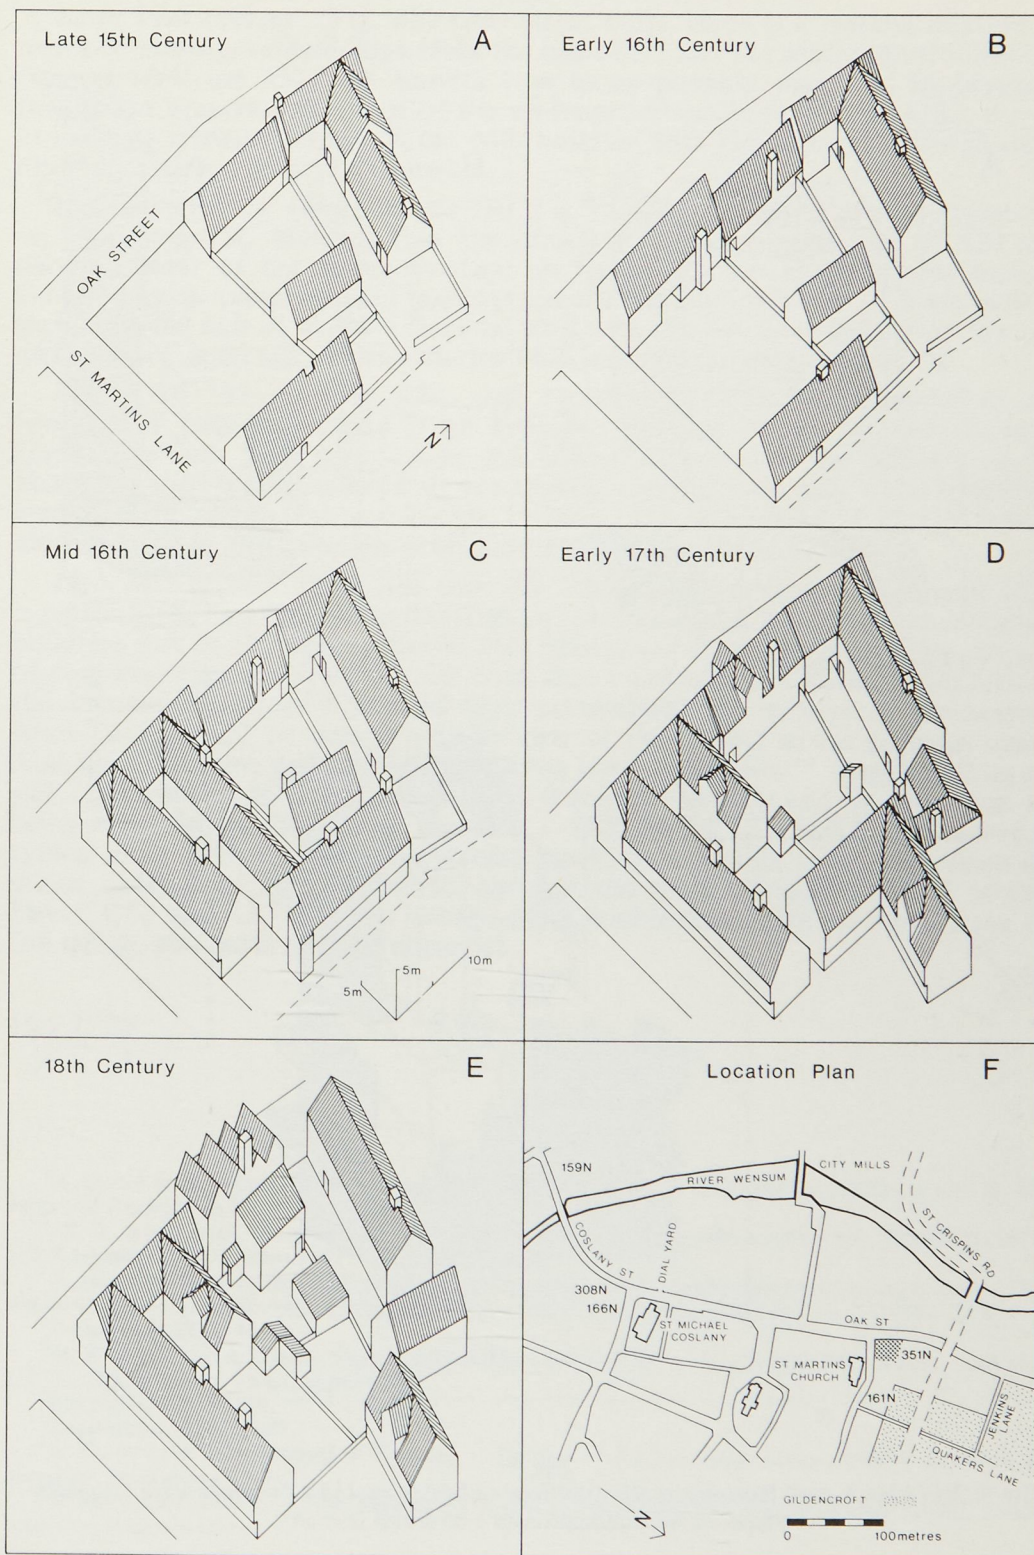 Late 15th Century
A
OAK STREET
ST MARTINS LANE
N
Early 16th Century
B
Mid 16th Century
C
5m
5m
10m
Early 17th Century
D
18th Century
E
Location Plan
F
159N
RIVER WENSUM
CITY MILLS
ST CRISPINS RD
COSLANY ST
DIAL YARD
308N
166N
ST MICHAEL
COSLANY
OAK ST
351N
ST MARTINS
CHURCH
161N
JENKINS
LANE
QUAKERS LANE
N
GILDENCROFT
0
100metres